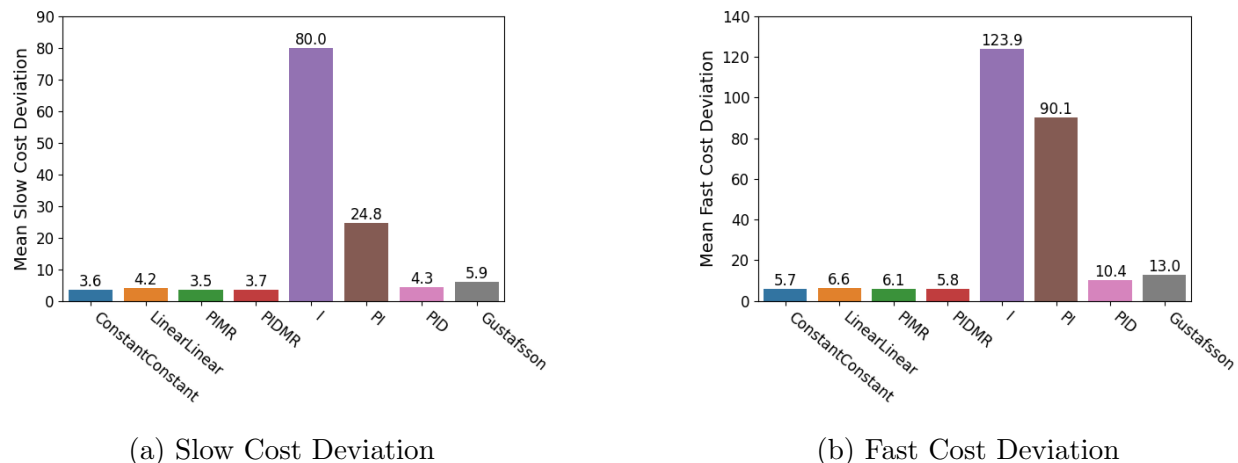 90
80
70
60
50
40
30
20
10
0
Mean Slow Cost Deviation
3.6
4.2
3.5
3.7
80.0
24.8
4.3
5.9
ConstantConstant
LinearLinear
PIMR
PIDMR
I
PI
PID
Gustafsson
(a) Slow Cost Deviation
140
120
100
80
60
40
20
0
Mean Fast Cost Deviation
5.7
6.6
6.1
5.8
123.9
90.1
10.4
13.0
ConstantConstant
LinearLinear
PIMR
PIDMR
I
PI
PID
Gustafsson
(b) Fast Cost Deviation